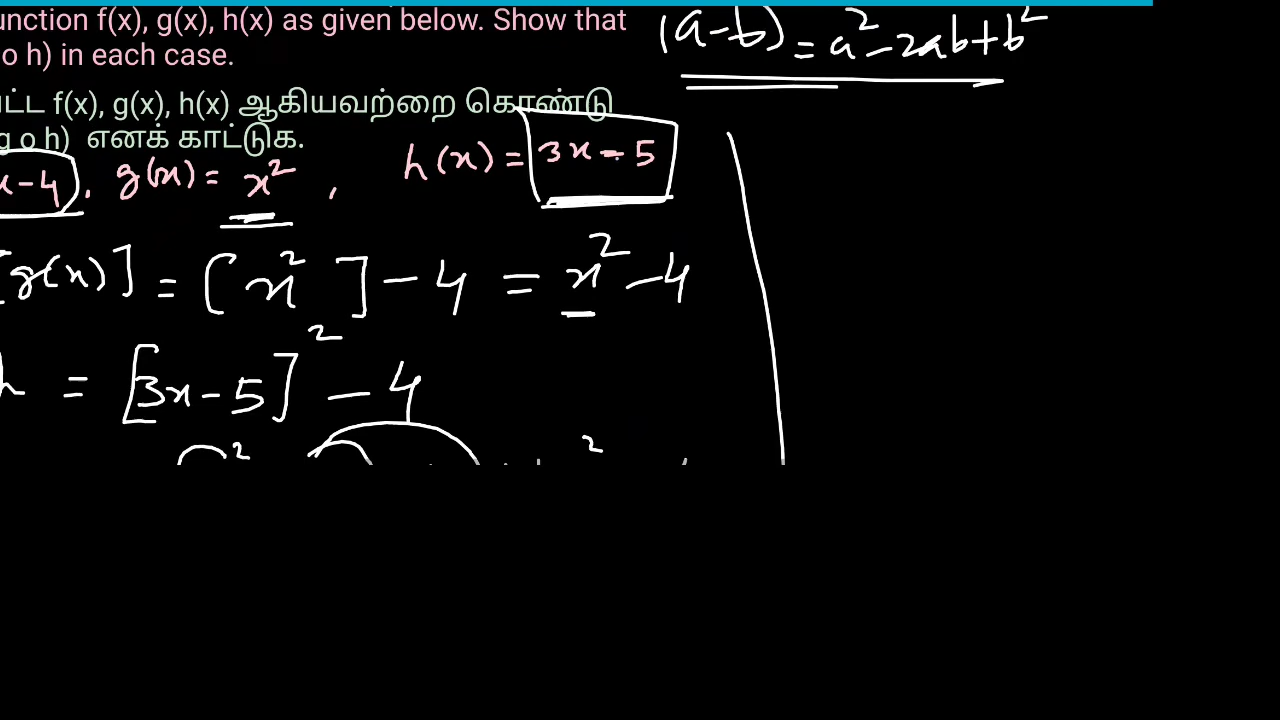 unction f(x), g(x), h(x) as given below. Show that
(a-b) = a² - 2ab + b²
o h) in each case.
ட்ட f(x), g(x), h(x) ஆகியவற்றை கொண்டு
g o h) எனக் காட்டுக.
x - 4, g(x) = x², h(x) = 3x - 5
[g(x)] = [x²] - 4 = x² - 4
h = [3x - 5]² - 4